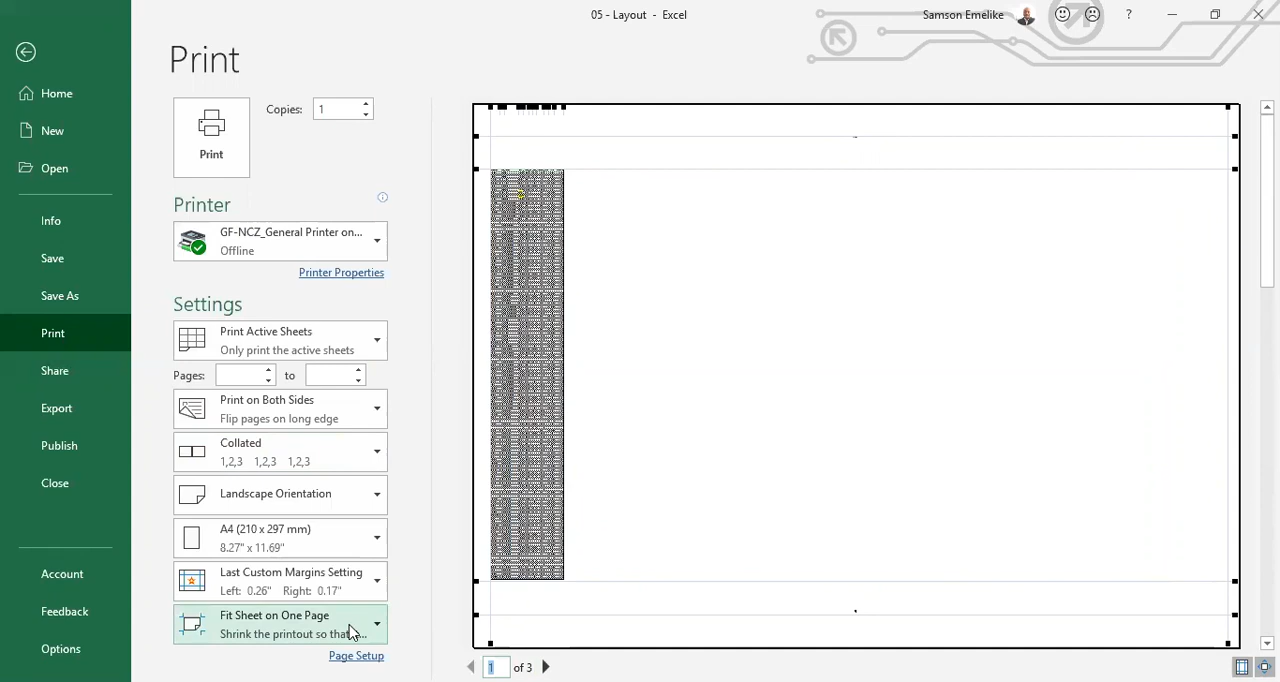 05 - Layout - Excel
Samson Emelike
?
Print
Home
New
Open
Info
Save
Save As
Print
Share
Export
Publish
Close
Account
Feedback
Options
Print
Copies: 1
Printer
GF-NCZ_General Printer on...
Offline
Printer Properties
Settings
Print Active Sheets
Only print the active sheets
Pages: to
Print on Both Sides
Flip pages on long edge
Collated
1,2,3 1,2,3 1,2,3
Landscape Orientation
A4 (210 x 297 mm)
8.27" x 11.69"
Last Custom Margins Setting
Left: 0.26" Right: 0.17"
Fit Sheet on One Page
Shrink the printout so that ...
Page Setup
1 of 3